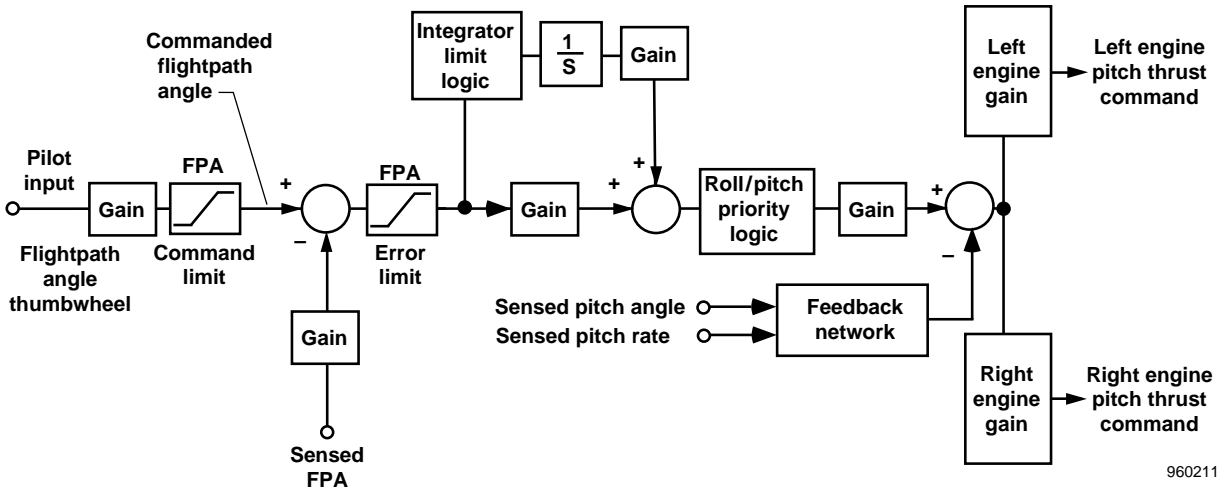 Commanded
flightpath
angle
Integrator
limit
logic
1
S
Gain
Left
engine
gain
Left engine
pitch thrust
command
Pilot
input
Gain
FPA
Command
limit
+
–
FPA
Error
limit
Gain
+
+
Roll/pitch
priority
logic
Gain
+
–
Flightpath
angle
thumbwheel
Gain
Sensed
FPA
Sensed pitch angle
Sensed pitch rate
Feedback
network
Right
engine
gain
Right engine
pitch thrust
command
960211